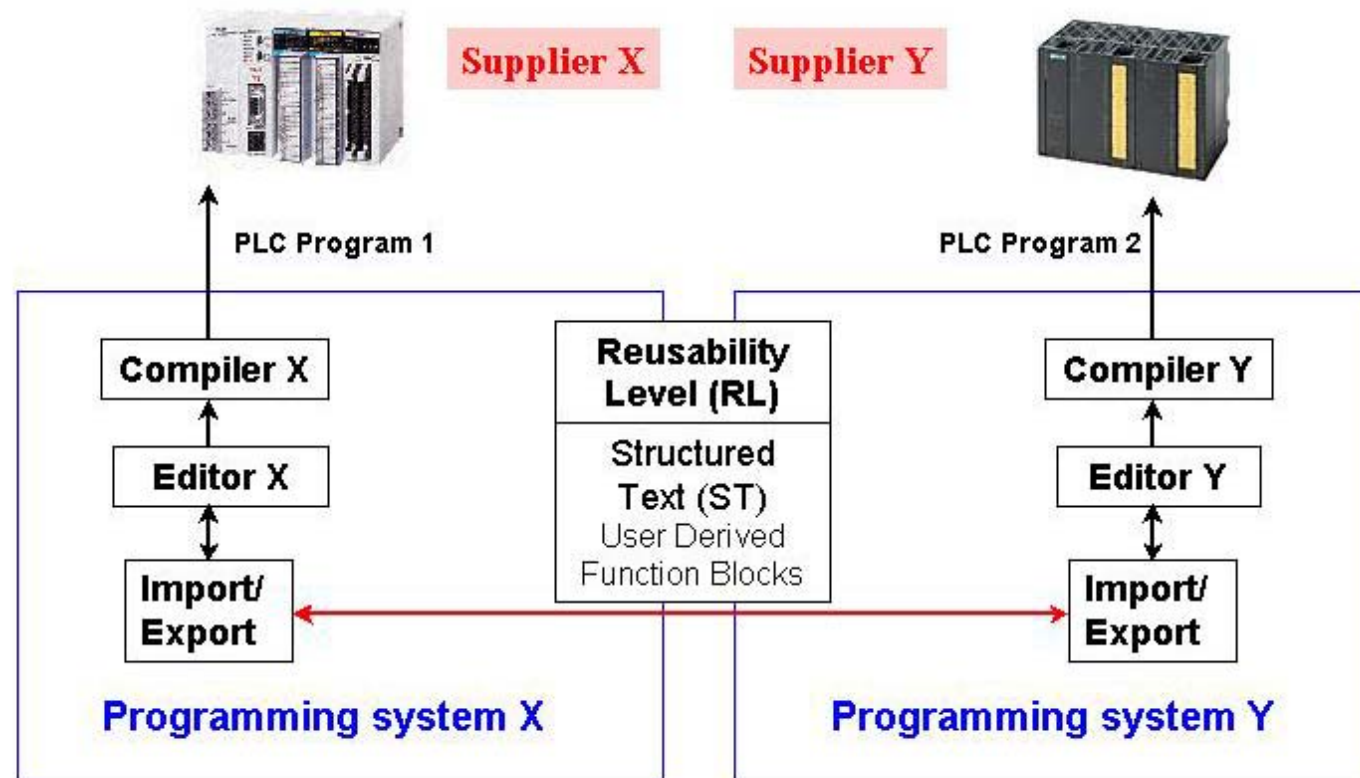 Supplier X
Supplier Y
PLC Program 1
PLC Program 2
Compiler X
Editor X
Import/
Export
Programming system X
Reusability
Level (RL)
Structured
Text (ST)
User Derived
Function Blocks
Compiler Y
Editor Y
Import/
Export
Programming system Y